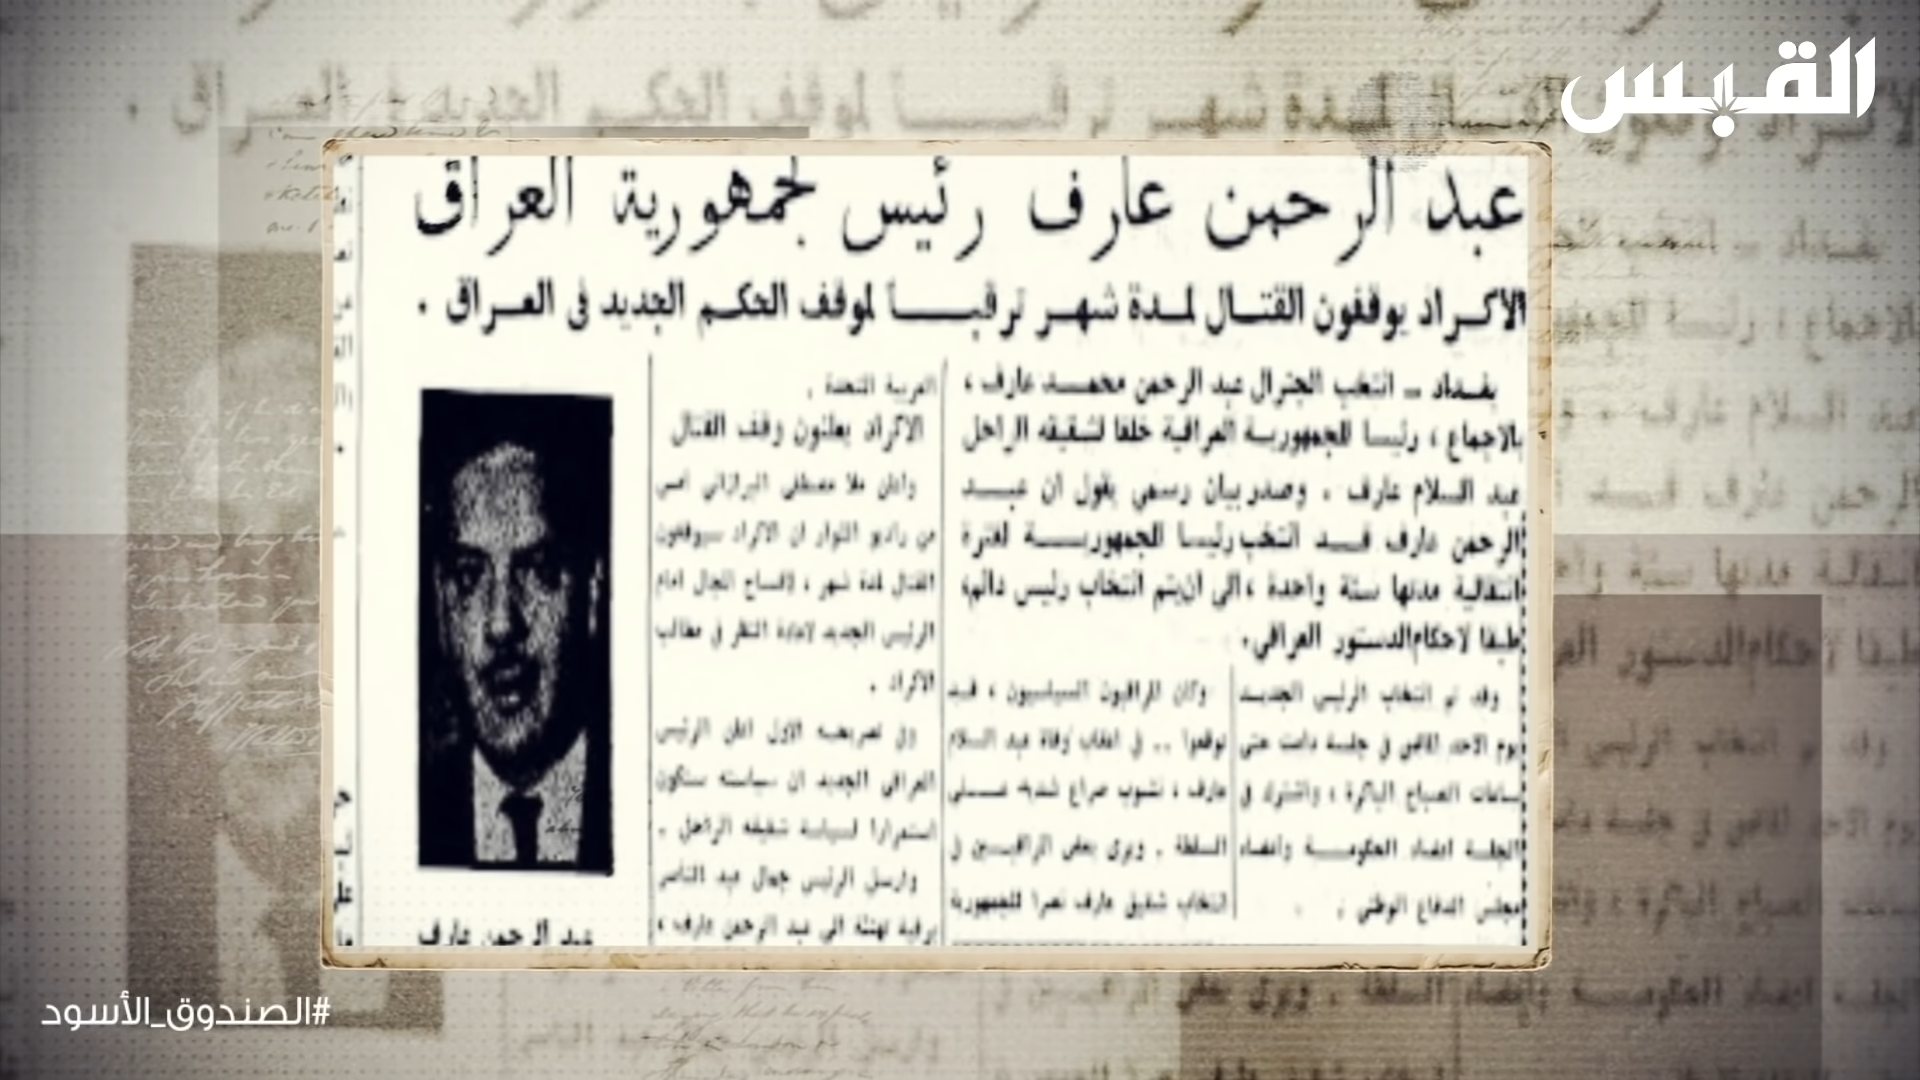 القبس
عبد الرحمن عارف رئيس لجمهورية العراق
الاكراد يوقفون القتال لمدة شهر ترقبا لموقف الحكم الجديد في العراق .
بغداد ـ انتخب الجنرال عبد الرحمن محمد عارف ،
بالاجماع ، رئيسا للجمهورية العراقية خلفا لشقيقه الراحل
عبد السلام عارف . وصدر بيان رسمي يقول ان عبد
الرحمن عارف قد انتخب رئيسا للجمهورية لفترة
انتقالية مدتها سنة واحدة ، الى ان يتم انتخاب رئيس دائم،
طبقا لاحكام الدستور العراقي.
وقد تم انتخاب الرئيس الجديد
يوم الاحد الماضي في جلسة دامت حتى
ساعات الصباح الباكرة ، واشترك في
الجلسة اعضاء الحكومة واعضاء
مجلس الدفاع الوطني .
وكان المراقبون السياسيون ، قد
توقعوا .. في اعقاب وفاة عبد السلام
عارف ، نشوب صراع شديد على
السلطة . ويرى بعض المراقبين في
انتخاب شقيق عارف نصرا للجمهورية
العربية المتحدة .
الاكراد يعلنون وقف القتال
واعلن ملا مصطفى البرازاني امس
من راديو الثوار ان الاكراد سيوقفون
القتال لمدة شهر ، لافساح المجال امام
الرئيس الجديد لاعادة النظر في مطالب
الاكراد .
وفي تصريحه الاول اعلن الرئيس
العراقي الجديد ان سياسته ستكون
استمرارا لسياسة شقيقه الراحل .
وارسل الرئيس جمال عبد الناصر
برقية تهنئة الى عبد الرحمن عارف ،
عبد الرحمن عارف
#الصندوق_الأسود